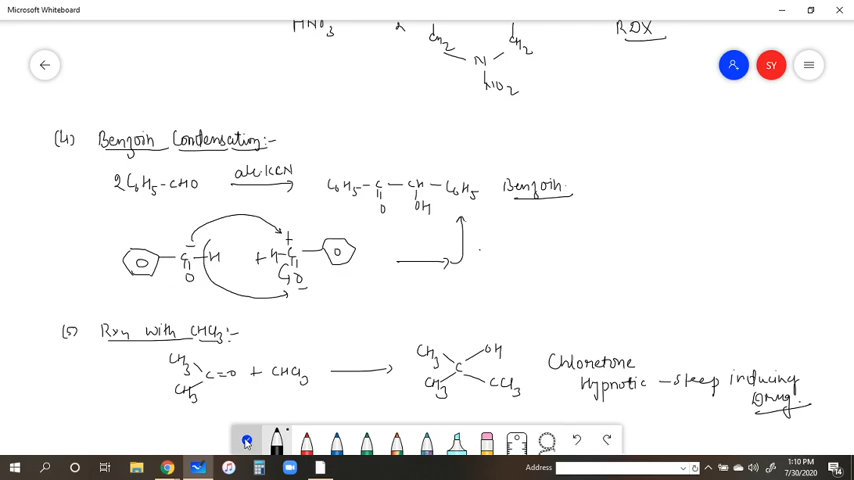 Microsoft Whiteboard
HNO3
CH2 CH2
N
NO2
RDX
SY
(4) Benzoin Condensation:-
2C6H5-CHO alc.KCN C6H5-C-CH-C6H5 Benzoin.
O OH
- +
C-H + H-C
O O
O O
-
(5) Rxn with CHCl3:-
CH3 C=O + CHCl3 CH3 C OH Chloretone
CH3 CH3 CCl3 Hypnotic - sleep inducing
Drug.
Address
1:10 PM
7/30/2020